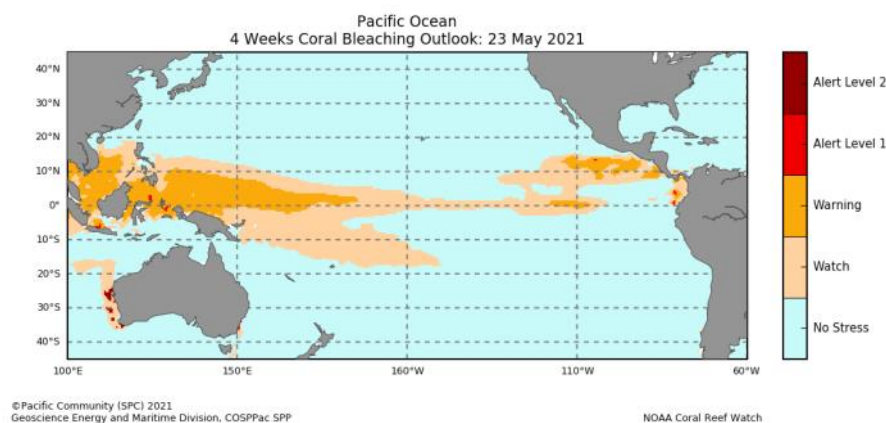 Pacific Ocean
4 Weeks Coral Bleaching Outlook: 23 May 2021
40°N
30°N
20°N
10°N
0°
10°S
20°S
30°S
40°S
100°E
150°E
160°W
110°W
60°W
Alert Level 2
Alert Level 1
Warning
Watch
No Stress
©Pacific Community (SPC) 2021
Geoscience Energy and Maritime Division, COSPPac SPP
NOAA Coral Reef Watch